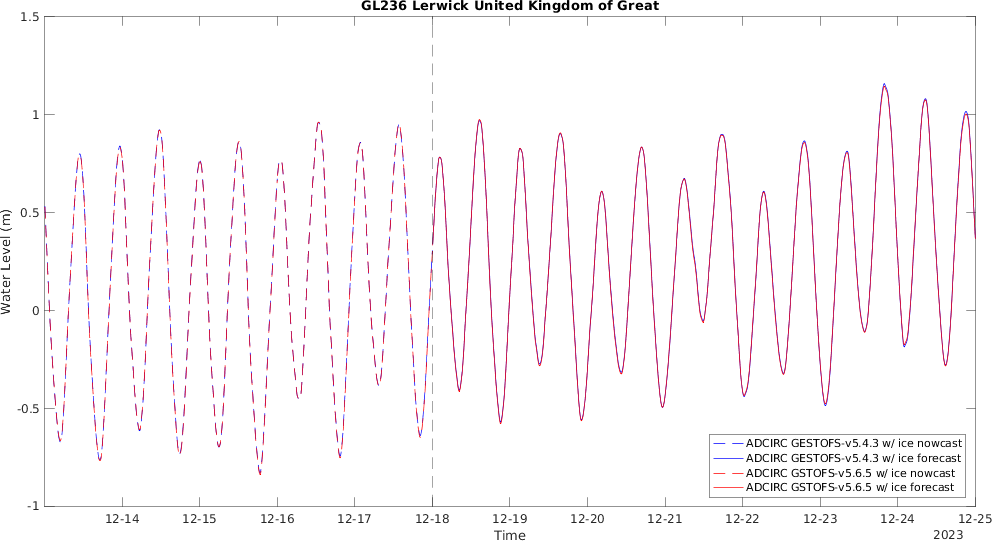 GL236 Lerwick United Kingdom of Great
1.5
1
0.5
0
-0.5
-1
Water Level (m)
ADCIRC GESTOFS-v5.4.3 w/ ice nowcast
ADCIRC GESTOFS-v5.4.3 w/ ice forecast
ADCIRC GSTOFS-v5.6.5 w/ ice nowcast
ADCIRC GSTOFS-v5.6.5 w/ ice forecast
12-14 12-15 12-16 12-17 12-18 12-19 12-20 12-21 12-22 12-23 12-24 12-25
Time
2023